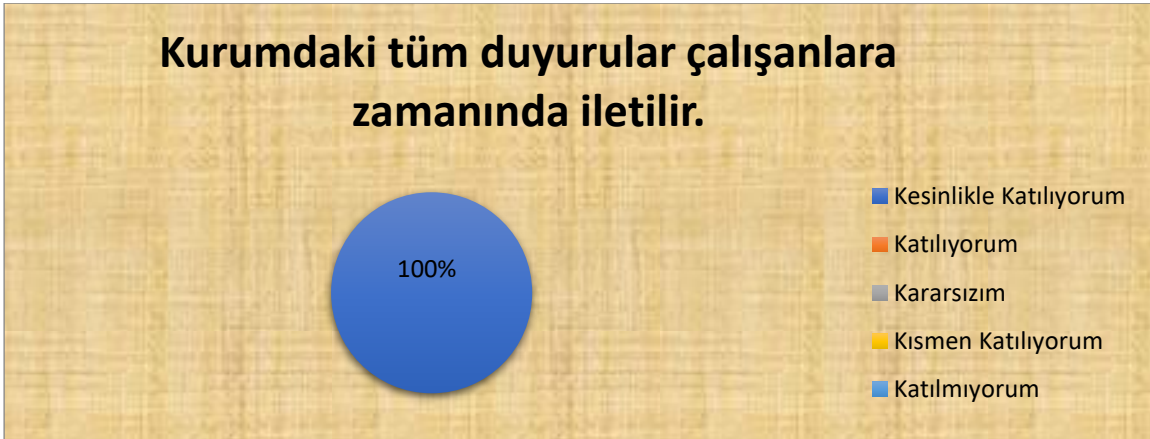 Kurumdaki tüm duyurular çalışanlara
zamanında iletilir.
100%
Kesinlikle Katılıyorum
Katılıyorum
Kararsızım
Kısmen Katılıyorum
Katılmıyorum